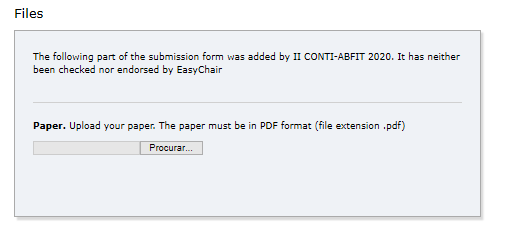 Files
The following part of the submission form was added by II CONTI-ABFIT 2020. It has neither
been checked nor endorsed by EasyChair
Paper. Upload your paper. The paper must be in PDF format (file extension .pdf)
Procurar...